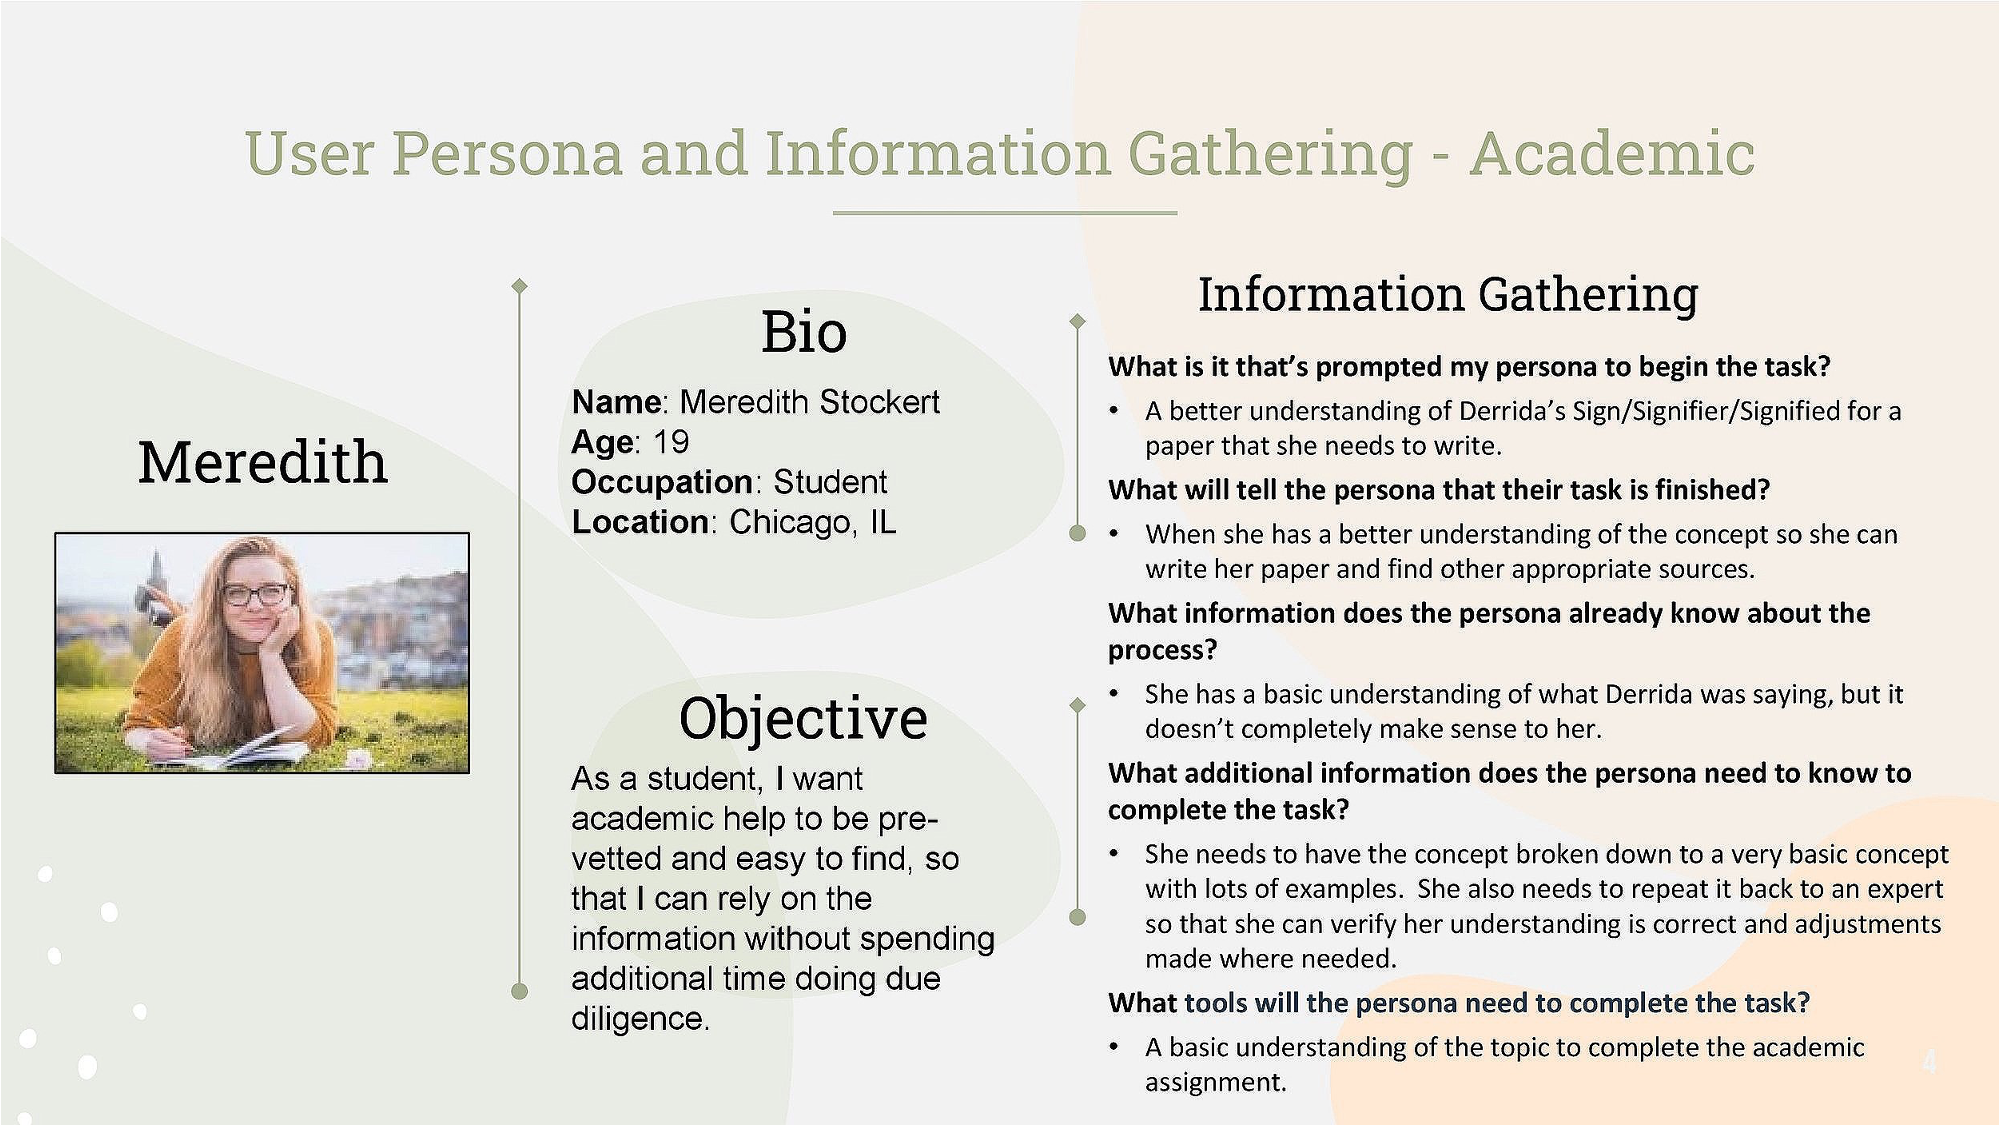 User Persona and Information Gathering - Academic
Meredith
Bio
Name: Meredith Stockert
Age: 19
Occupation: Student
Location: Chicago, IL
Objective
As a student, I want
academic help to be pre-
vetted and easy to find, so
that I can rely on the
information without spending
additional time doing due
diligence.
Information Gathering
What is it that’s prompted my persona to begin the task?
• A better understanding of Derrida’s Sign/Signifier/Signified for a
paper that she needs to write.
What will tell the persona that their task is finished?
• When she has a better understanding of the concept so she can
write her paper and find other appropriate sources.
What information does the persona already know about the
process?
• She has a basic understanding of what Derrida was saying, but it
doesn’t completely make sense to her.
What additional information does the persona need to know to
complete the task?
• She needs to have the concept broken down to a very basic concept
with lots of examples.  She also needs to repeat it back to an expert
so that she can verify her understanding is correct and adjustments
made where needed.
What tools will the persona need to complete the task?
• A basic understanding of the topic to complete the academic
assignment.
4